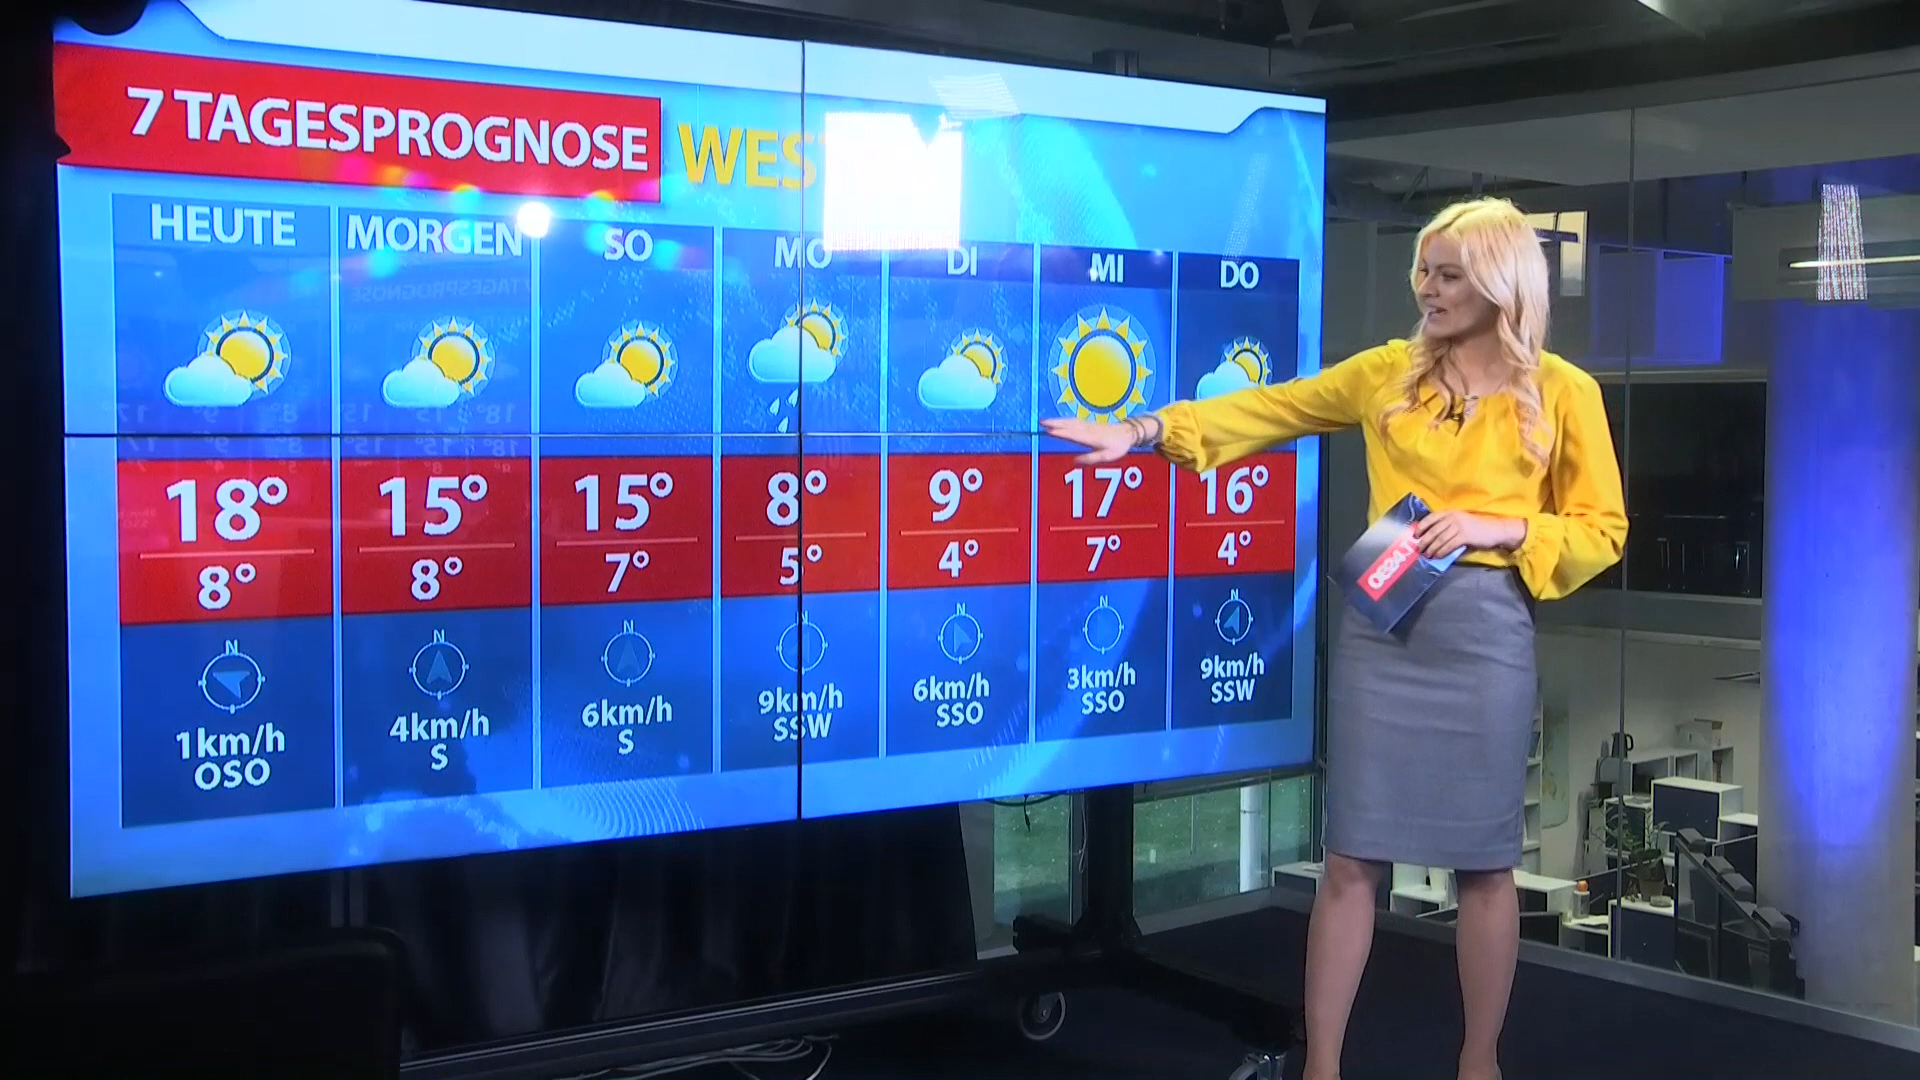 7 TAGESPROGNOSE WES
HEUTE MORGEN SO MO DI MI DO
18° 15° 15° 8° 9° 17° 16°
8° 8° 7° 5° 4° 7° 4°
N N N N N N N
1km/h 4km/h 6km/h 9km/h 6km/h 3km/h 9km/h
OSO S S SSW SSO SSO SSW